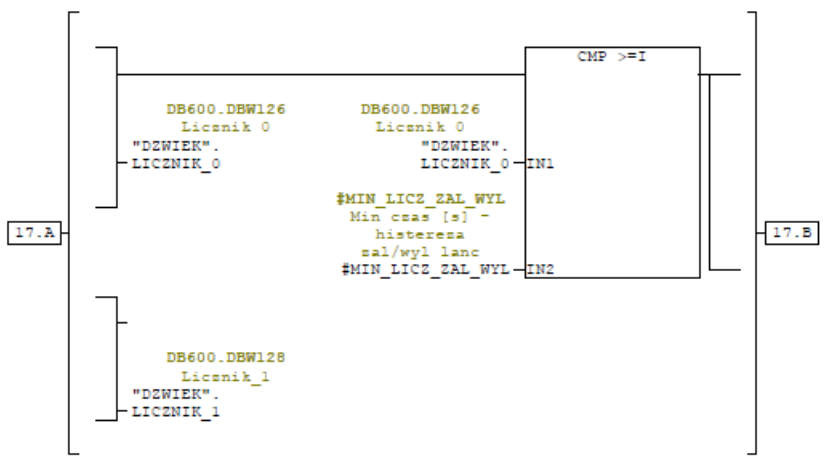 CMP >=I
DB600.DBW126
Licznik 0
"DZWIEK".
LICZNIK_0
DB600.DBW126
Licznik 0
"DZWIEK".
LICZNIK_0
IN1
#MIN_LICZ_ZAL_WYL
Min czas [s] -
histereza
zal/wyl lanc
#MIN_LICZ_ZAL_WYL
IN2
17.A
17.B
DB600.DBW128
Licznik_1
"DZWIEK".
LICZNIK_1